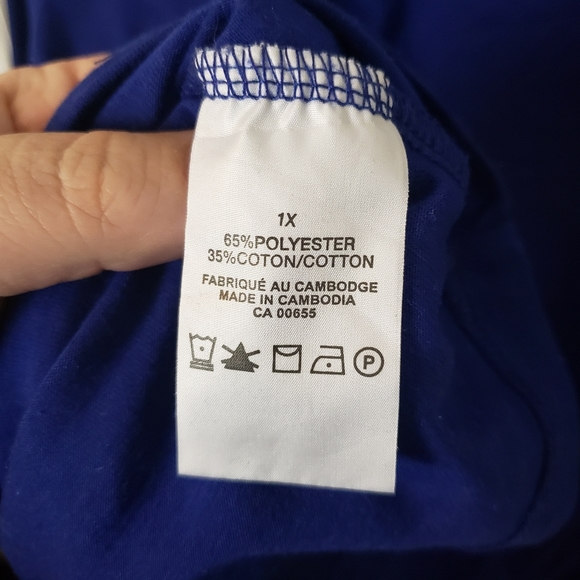 1X
65%POLYESTER
35%COTON/COTTON
FABRIQUÉ AU CAMBODGE
MADE IN CAMBODIA
CA 00655
P